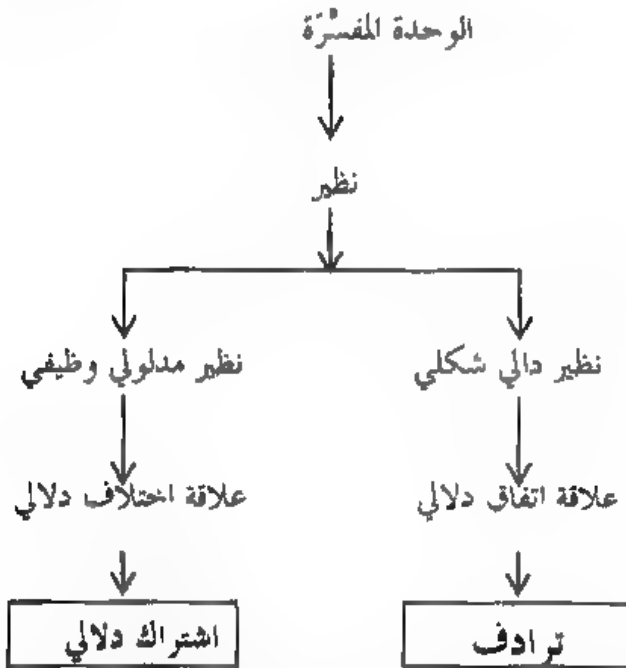 الوحدة المفسَّرة
نظير
نظير دالي شكلي
نظير مدلولي وظيفي
علاقة اتفاق دلالي
علاقة اختلاف دلالي
ترادف
اشتراك دلالي